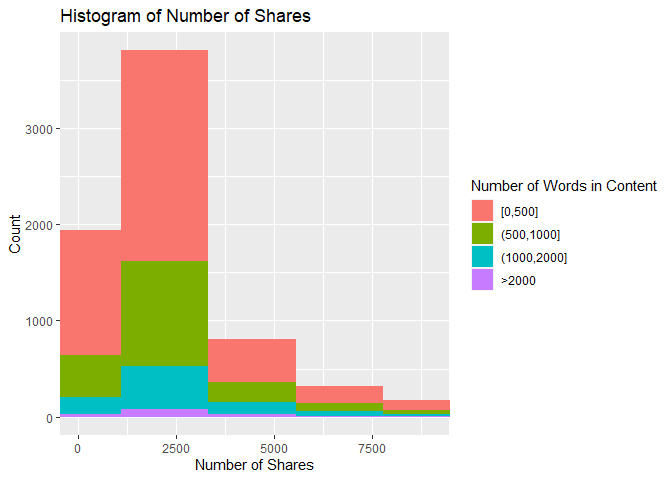 Histogram of Number of Shares
3000
2000
1000
0
Count
0 2500 5000 7500
Number of Shares
Number of Words in Content
[0,500]
(500,1000]
(1000,2000]
>2000